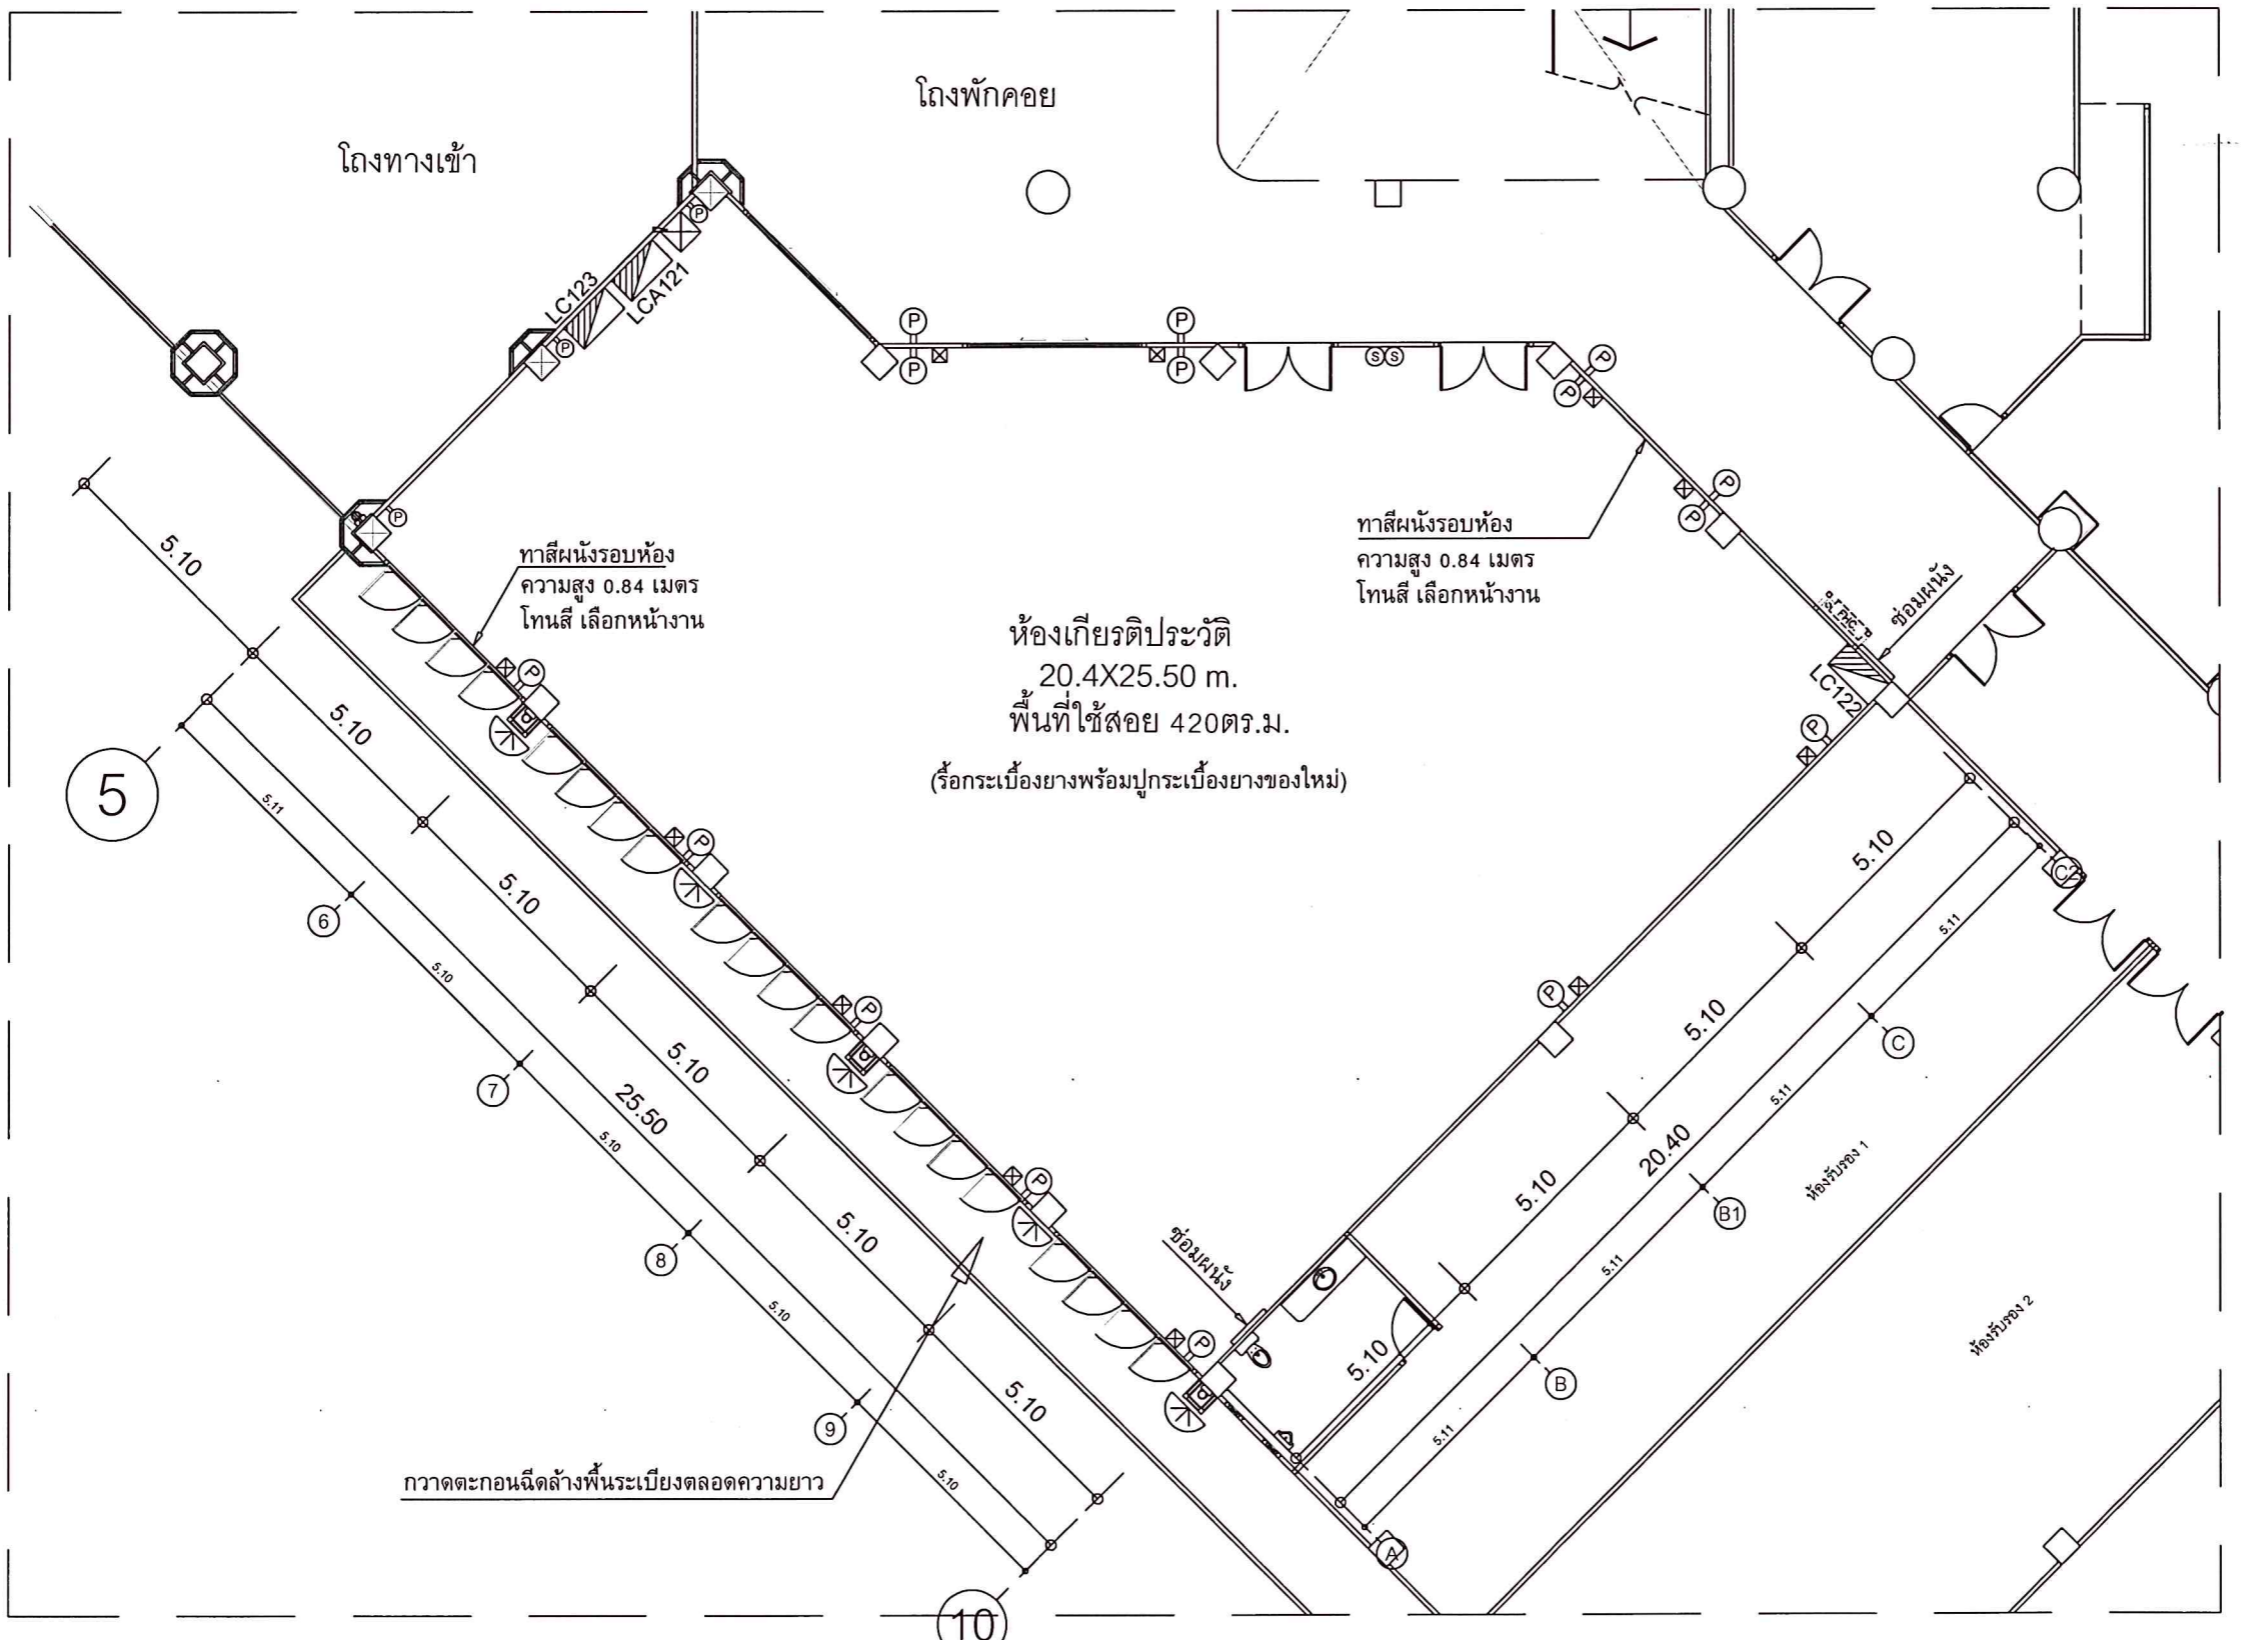 โถงพักคอย
โถงทางเข้า
P
LC123
LCA121
P
P
P
P
P
S S
P
P
P
P
P
ทาสีผนังรอบห้อง
ความสูง 0.84 เมตร
โทนสี เลือกหน้างาน
ทาสีผนังรอบห้อง
ความสูง 0.84 เมตร
โทนสี เลือกหน้างาน
ห้องเกียรติประวัติ
20.4X25.50 m.
พื้นที่ใช้สอย 420ตร.ม.
(รื้อกระเบื้องยางพร้อมปูกระเบื้องยางของใหม่)
ซ่อมผนัง
LC122
P
P
P
P
P
P
P
5
6
7
8
9
10
5.10
5.10
5.10
5.10
5.10
5.10
25.50
5.11
5.10
5.10
5.10
5.10
C2
C
B1
B
A
5.10
5.10
5.10
5.10
20.40
5.11
5.11
5.11
5.11
ห้องรับรอง 1
ห้องรับรอง 2
ซ่อมผนัง
กวาดตะกอนฉีดล้างพื้นระเบียงตลอดความยาว